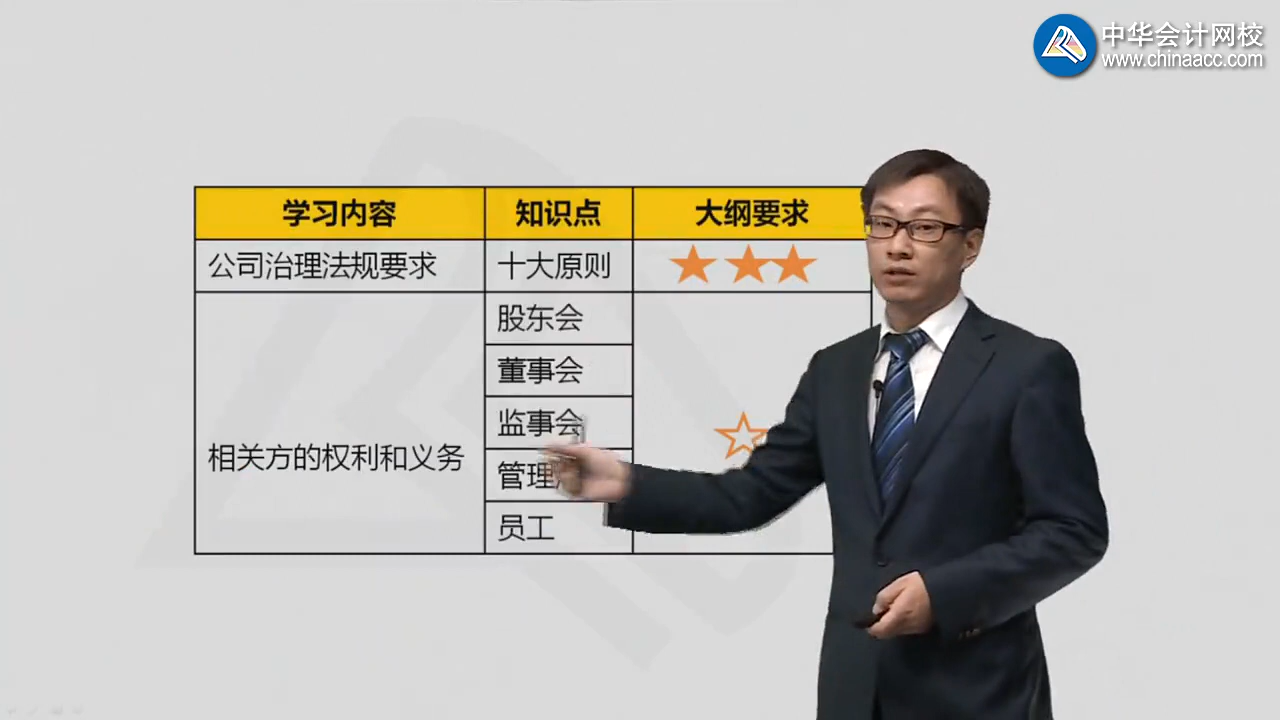 中华会计网校
www.chinaacc.com
学习内容 知识点 大纲要求
公司治理法规要求 十大原则 ★★★
股东会
董事会
监事会
相关方的权利和义务 ☆
管理
员工